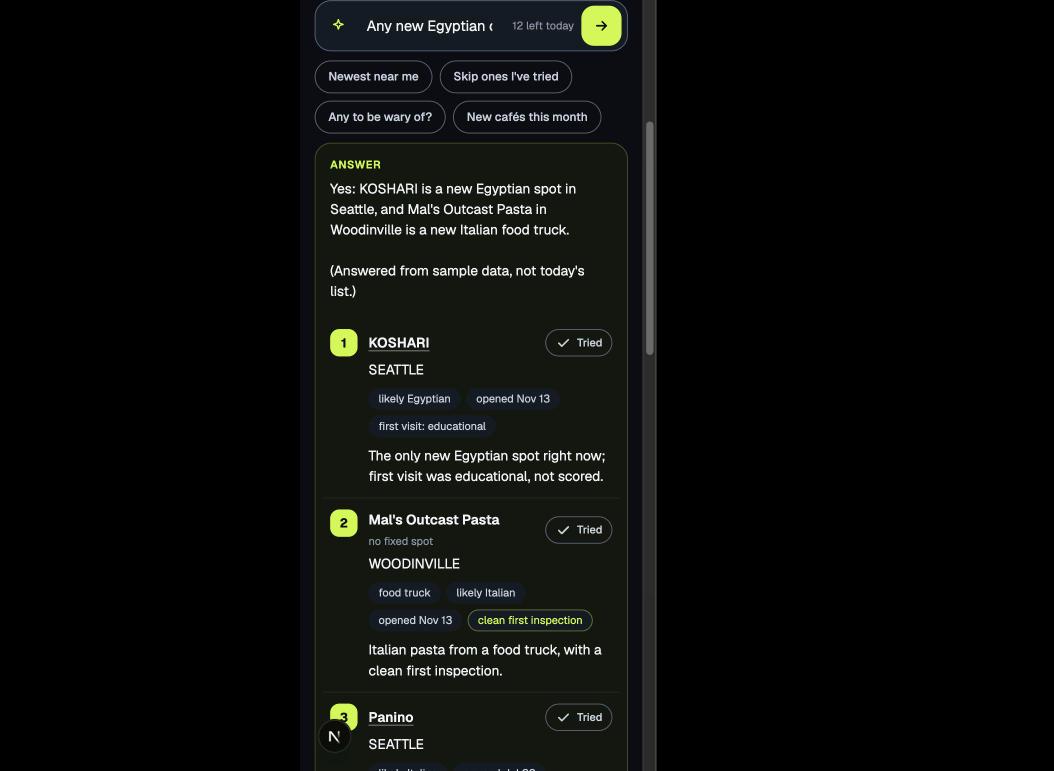 Any new Egyptian
12 left today
Newest near me
Skip ones I've tried
Any to be wary of?
New cafés this month
ANSWER
Yes: KOSHARI is a new Egyptian spot in
Seattle, and Mal's Outcast Pasta in
Woodinville is a new Italian food truck.
(Answered from sample data, not today's
list.)
1 KOSHARI
Tried
SEATTLE
likely Egyptian
opened Nov 13
first visit: educational
The only new Egyptian spot right now;
first visit was educational, not scored.
2 Mal's Outcast Pasta
Tried
no fixed spot
WOODINVILLE
food truck
likely Italian
opened Nov 13
clean first inspection
Italian pasta from a food truck, with a
clean first inspection.
3 Panino
Tried
N
SEATTLE